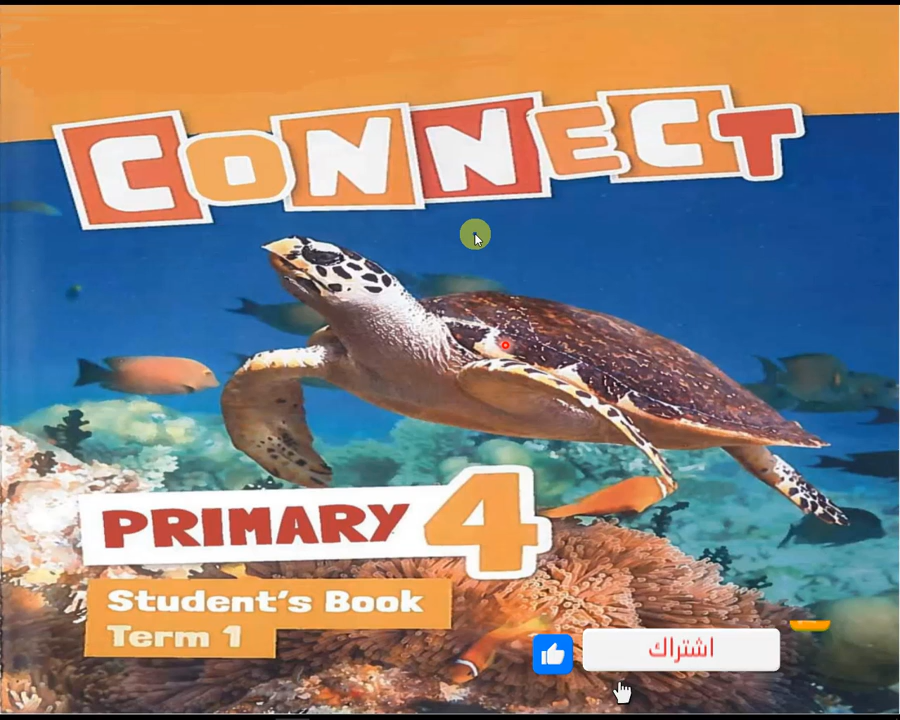 CONNECT
PRIMARY 4
Student's Book
Term 1
اشتراك